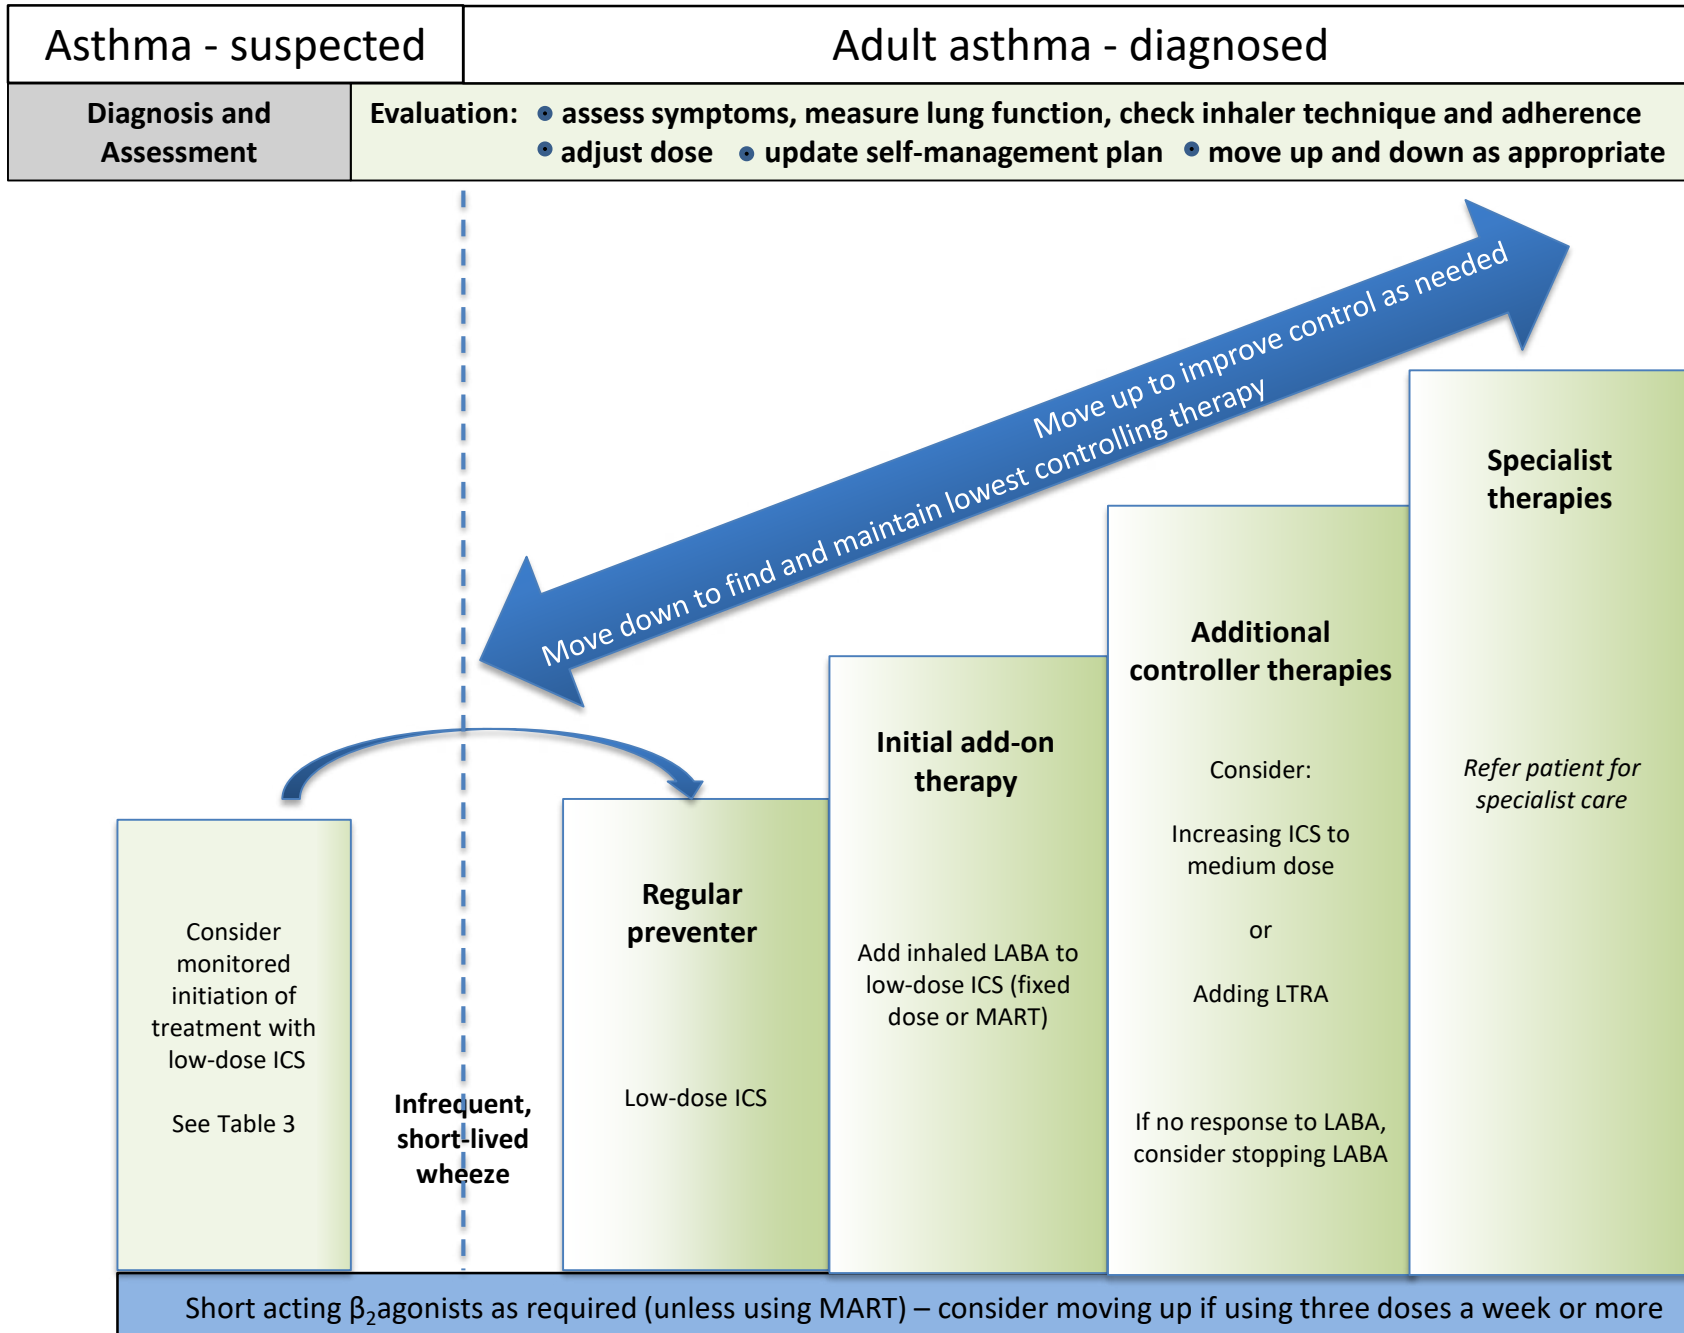 Asthma - suspected
Adult asthma - diagnosed
Diagnosis and
Assessment
Evaluation: • assess symptoms, measure lung function, check inhaler technique and adherence
• adjust dose • update self-management plan • move up and down as appropriate
Move up to improve control as needed
Move down to find and maintain lowest controlling therapy
Consider
monitored
initiation of
treatment with
low-dose ICS
See Table 3
Infrequent,
short-lived
wheeze
Regular
preventer
Low-dose ICS
Initial add-on
therapy
Add inhaled LABA to
low-dose ICS (fixed
dose or MART)
Additional
controller therapies
Consider:
Increasing ICS to
medium dose
or
Adding LTRA
If no response to LABA,
consider stopping LABA
Specialist
therapies
Refer patient for
specialist care
Short acting β₂agonists as required (unless using MART) – consider moving up if using three doses a week or more